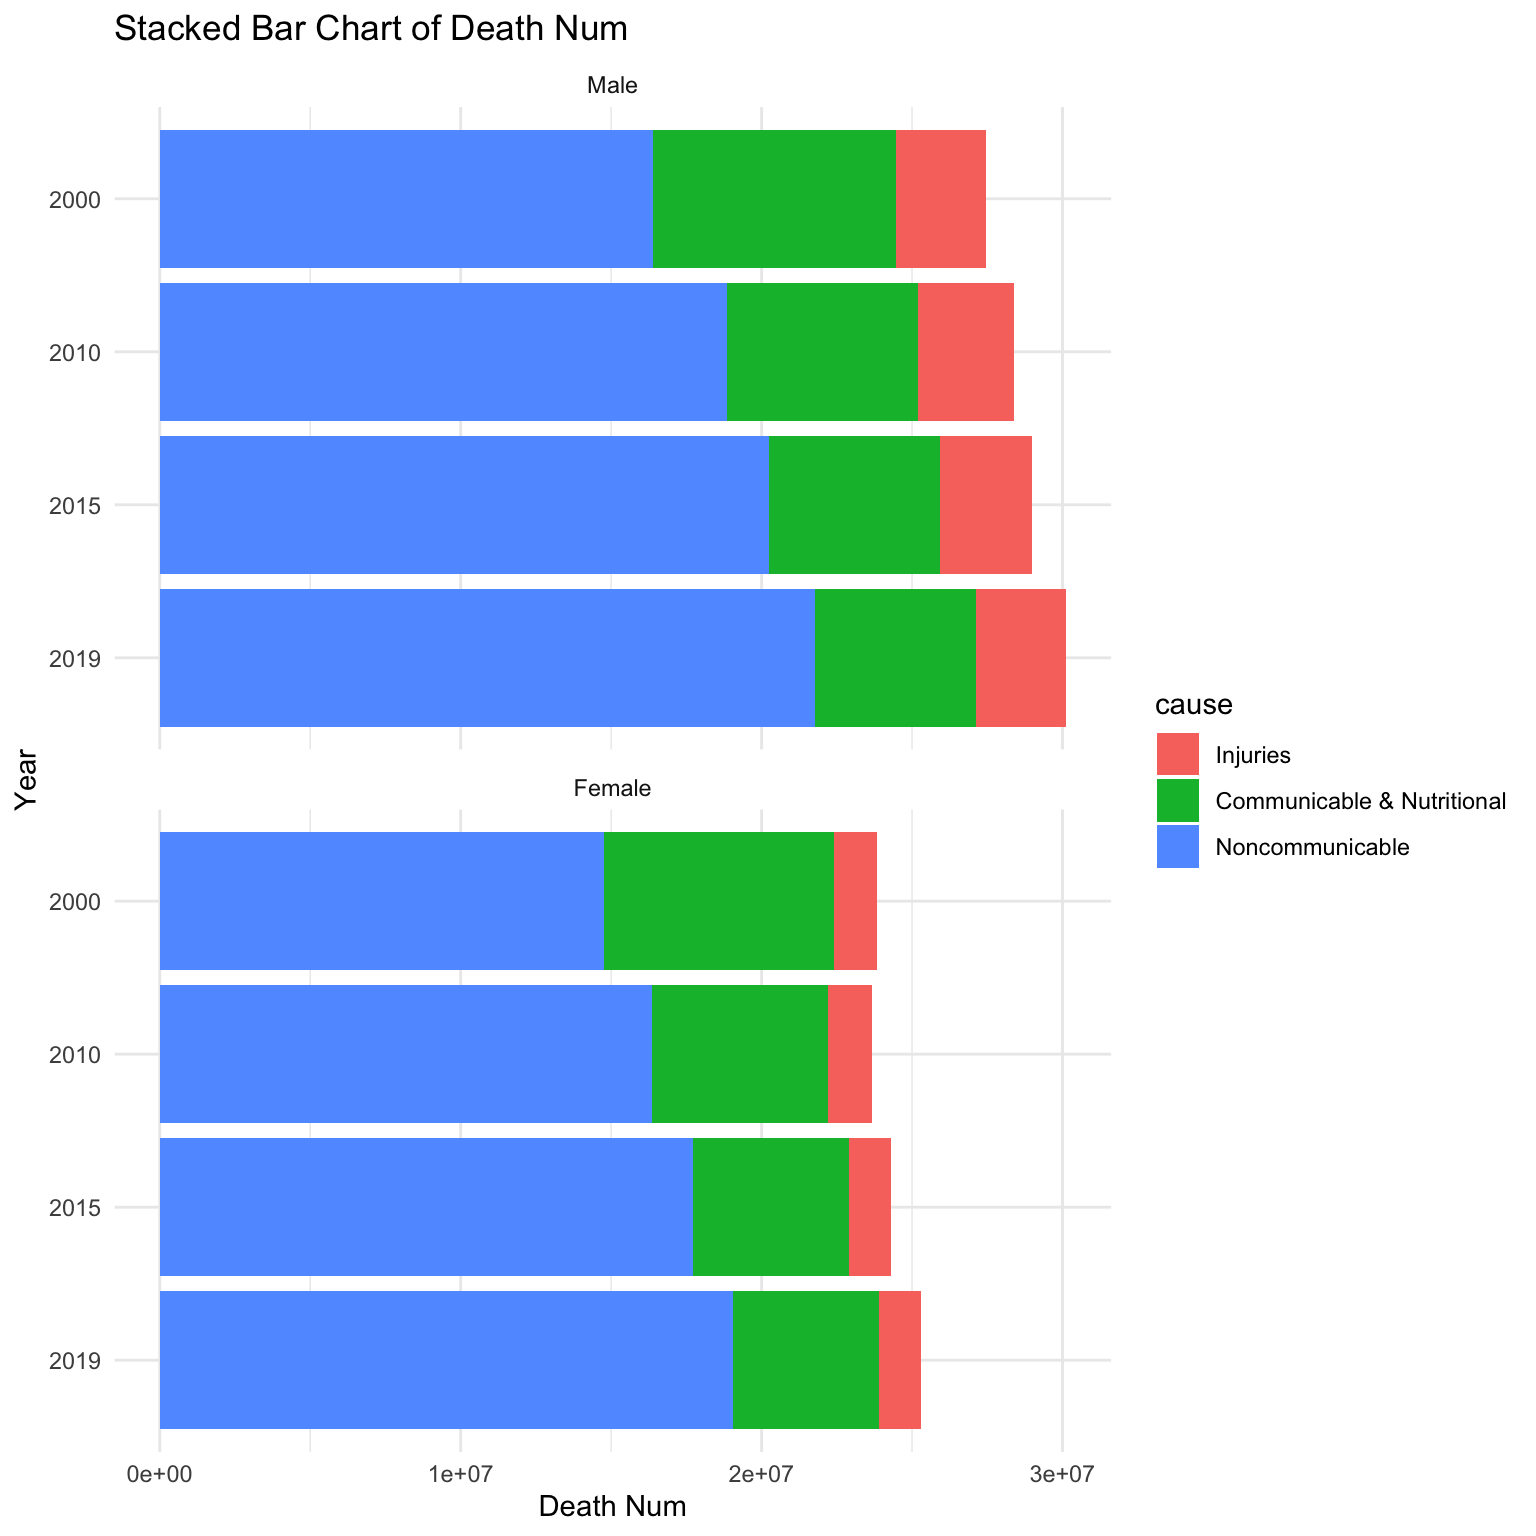 Stacked Bar Chart of Death Num
Male
2000
2010
2015
2019
Year
Female
2000
2010
2015
2019
0e+00 1e+07 2e+07 3e+07
Death Num
cause
Injuries
Communicable & Nutritional
Noncommunicable